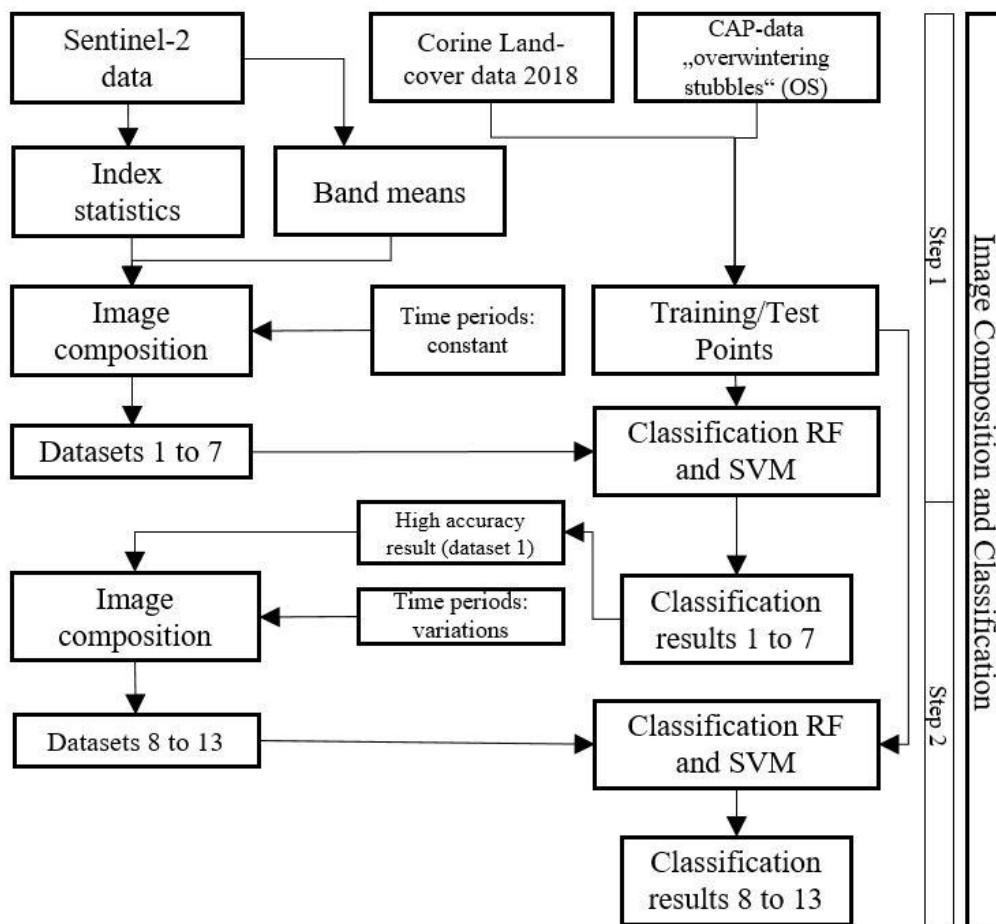 Sentinel-2
data
Corine Land-
cover data 2018
CAP-data
„overwintering
stubbles“ (OS)
Index
statistics
Band means
Image
composition
Time periods:
constant
Training/Test
Points
Datasets 1 to 7
Classification RF
and SVM
High accuracy
result (dataset 1)
Image
composition
Time periods:
variations
Classification
results 1 to 7
Datasets 8 to 13
Classification RF
and SVM
Classification
results 8 to 13
Step 1
Step 2
Image Composition and Classification